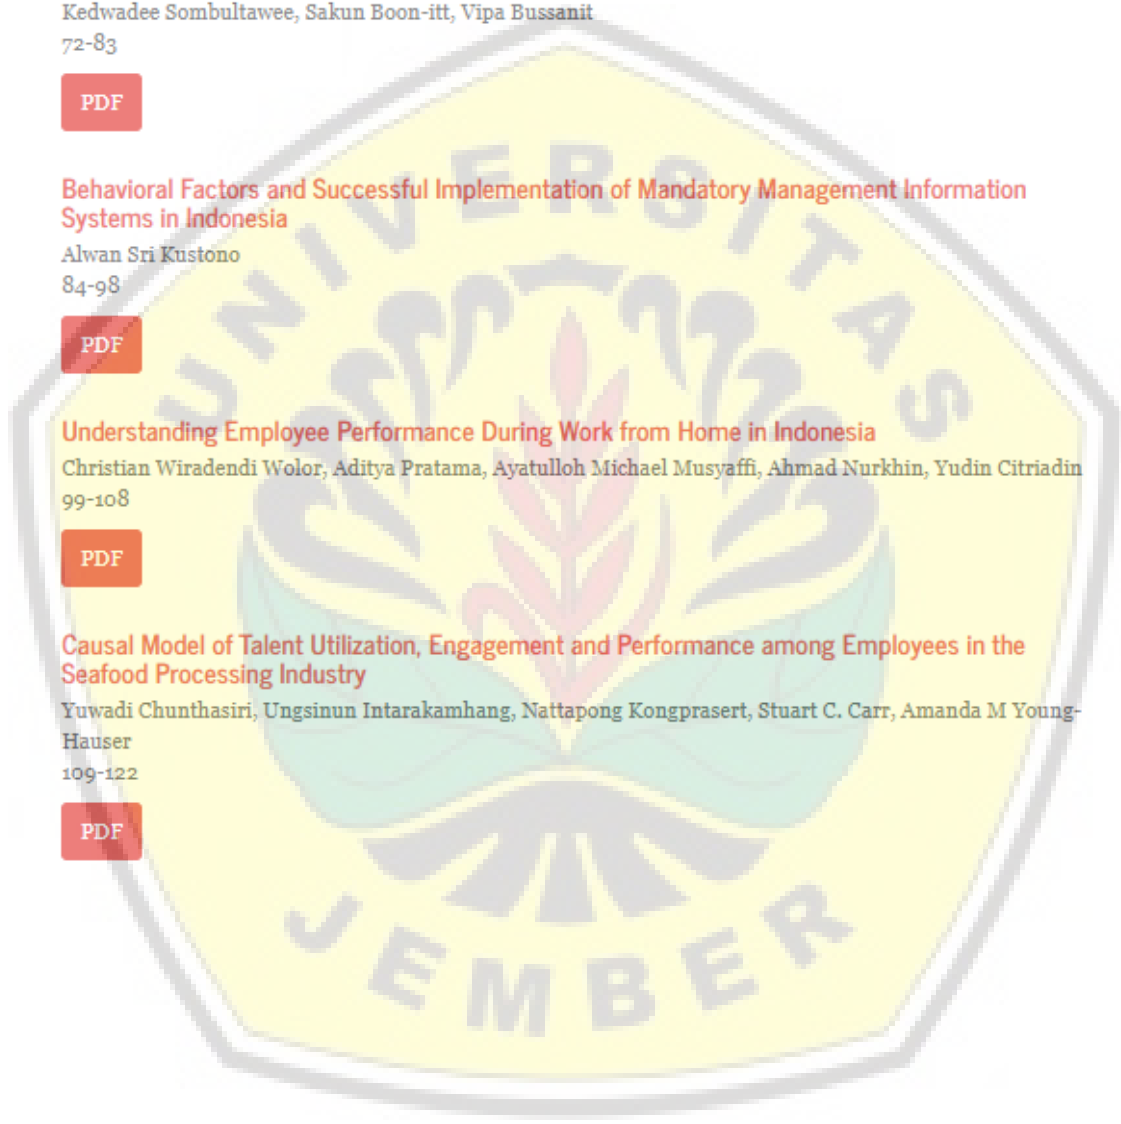 Kedwadee Sombultawee, Sakun Boon-itt, Vipa Bussanit
72-83
PDF
Behavioral Factors and Successful Implementation of Mandatory Management Information
Systems in Indonesia
Alwan Sri Kustono
84-98
PDF
Understanding Employee Performance During Work from Home in Indonesia
Christian Wiradendi Wolor, Aditya Pratama, Ayatulloh Michael Musyaffi, Ahmad Nurkhin, Yudin Citriadin
99-108
PDF
Causal Model of Talent Utilization, Engagement and Performance among Employees in the
Seafood Processing Industry
Yuwadi Chunthasiri, Ungsinun Intarakamhang, Nattapong Kongprasert, Stuart C. Carr, Amanda M Young-
Hauser
109-122
PDF
UNIVERSITAS
JEMBER